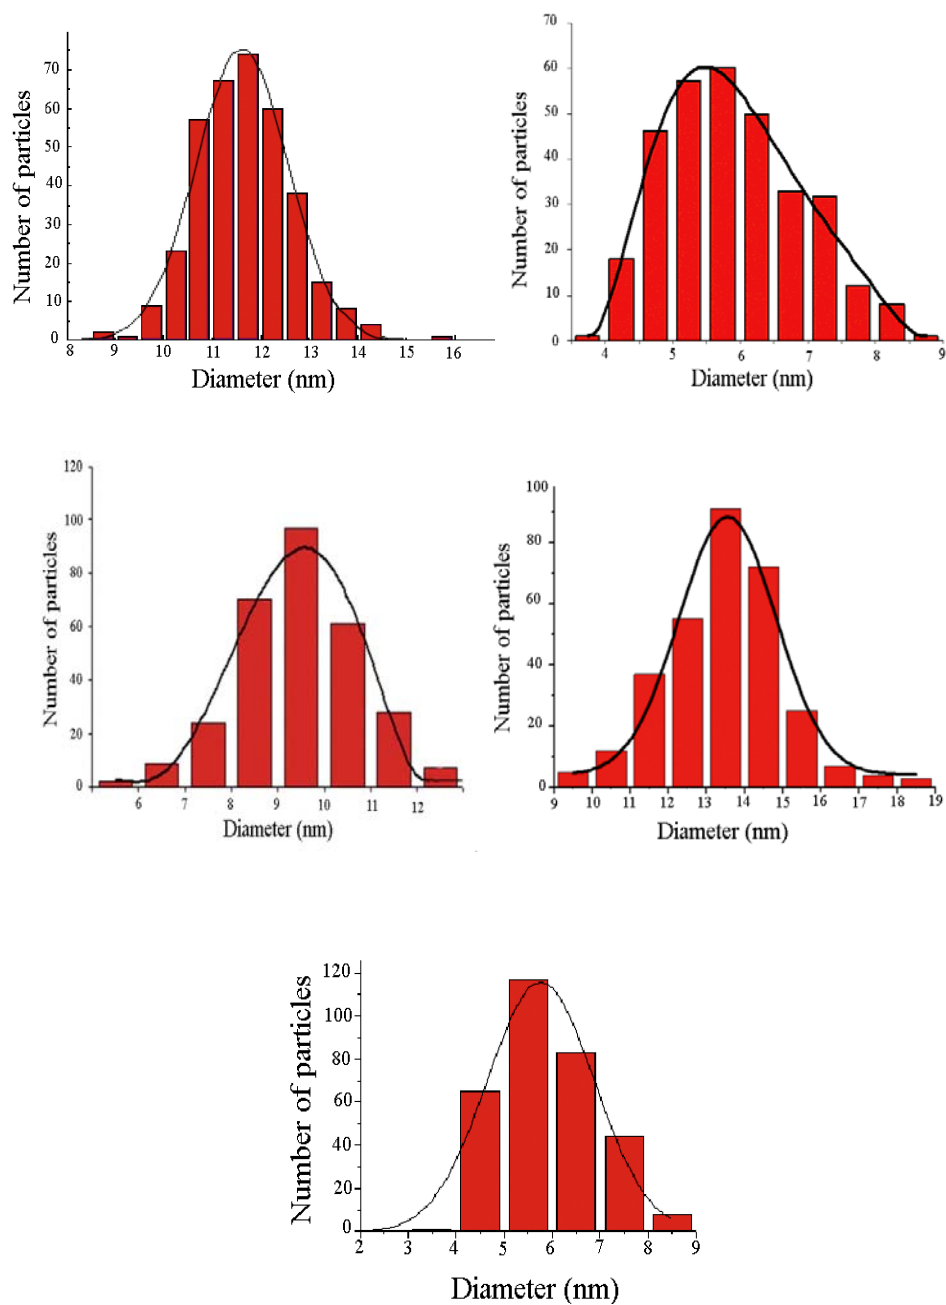 Number of particles
70
60
50
40
30
20
10
0
8 9 10 11 12 13 14 15 16
Diameter (nm)
Number of particles
70
60
50
40
30
20
10
0
4 5 6 7 8 9
Diameter (nm)
Number of particles
120
100
80
60
40
20
0
6 7 8 9 10 11 12
Diameter (nm)
Number of particles
100
80
60
40
20
0
9 10 11 12 13 14 15 16 17 18 19
Diameter (nm)
Number of particles
120
100
80
60
40
20
0
2 3 4 5 6 7 8 9
Diameter (nm)